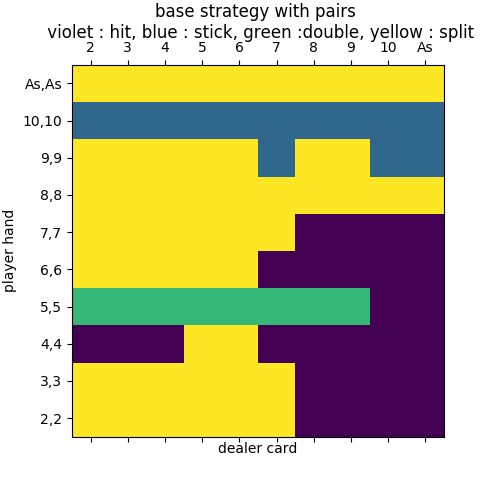 base strategy with pairs
violet : hit, blue : stick, green :double, yellow : split
2 3 4 5 6 7 8 9 10 As
As,As
10,10
9,9
8,8
7,7
6,6
5,5
4,4
3,3
2,2
player hand
dealer card